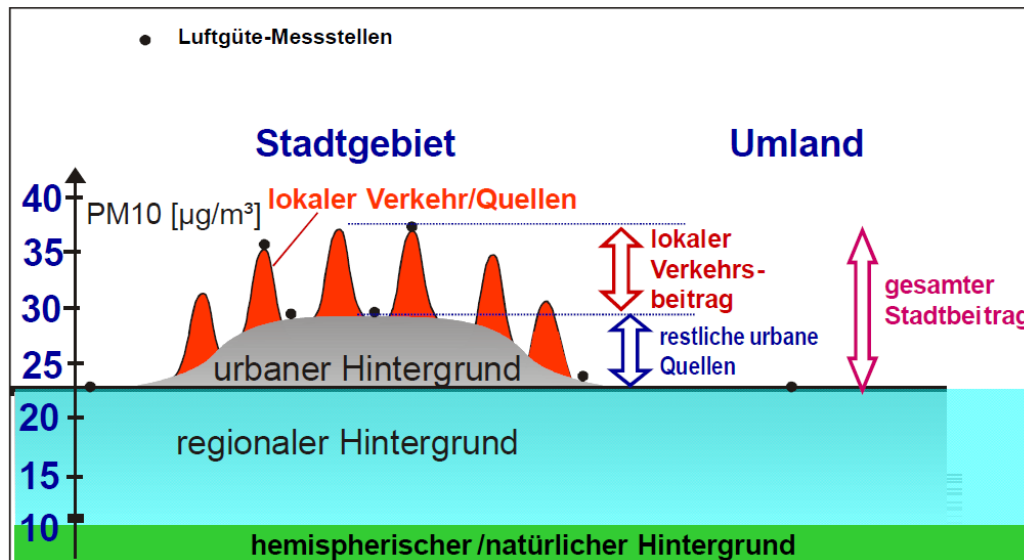 Luftgüte-Messstellen
Stadtgebiet
Umland
40
PM10 [µg/m³]
lokaler Verkehr/Quellen
35
lokaler
Verkehrs-
beitrag
gesamter
Stadtbeitrag
30
restliche urbane
Quellen
25
urbaner Hintergrund
20
regionaler Hintergrund
15
10
hemispherischer/natürlicher Hintergrund